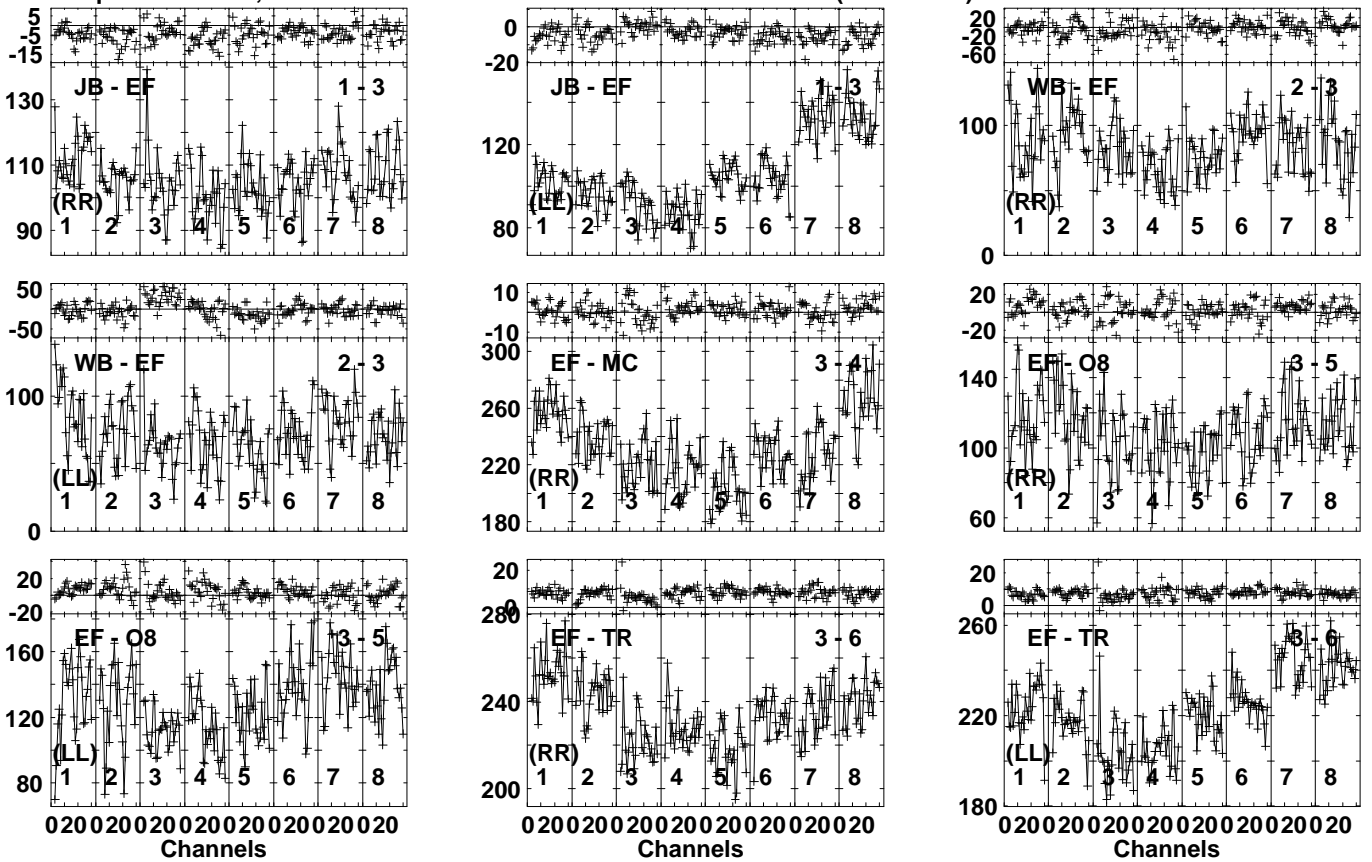 5
-5
-15
JB - EF 1 - 3
130
110
90
(RR)
1 2 3 4 5 6 7 8
0
-20
JB - EF 1 - 3
120
80
(LL)
1 2 3 4 5 6 7 8
20
-20
-60
WB - EF 2 - 3
100
0
(RR)
1 2 3 4 5 6 7 8
50
-50
WB - EF 2 - 3
100
0
(LL)
1 2 3 4 5 6 7 8
10
-10
EF - MC 3 - 4
300
260
220
180
(RR)
1 2 3 4 5 6 7 8
20
-20
EF - O8 3 - 5
140
100
60
(RR)
1 2 3 4 5 6 7 8
20
-20
EF - O8 3 - 5
160
120
80
(LL)
1 2 3 4 5 6 7 8
20
0
EF - TR 3 - 6
280
240
200
(RR)
1 2 3 4 5 6 7 8
20
0
EF - TR 3 - 6
260
220
180
(LL)
1 2 3 4 5 6 7 8
0 20 0 20 0 20 0 20 0 20 0 20 0 20 0 20
Channels
0 20 0 20 0 20 0 20 0 20 0 20 0 20 0 20
Channels
0 20 0 20 0 20 0 20 0 20 0 20 0 20 0 20
Channels